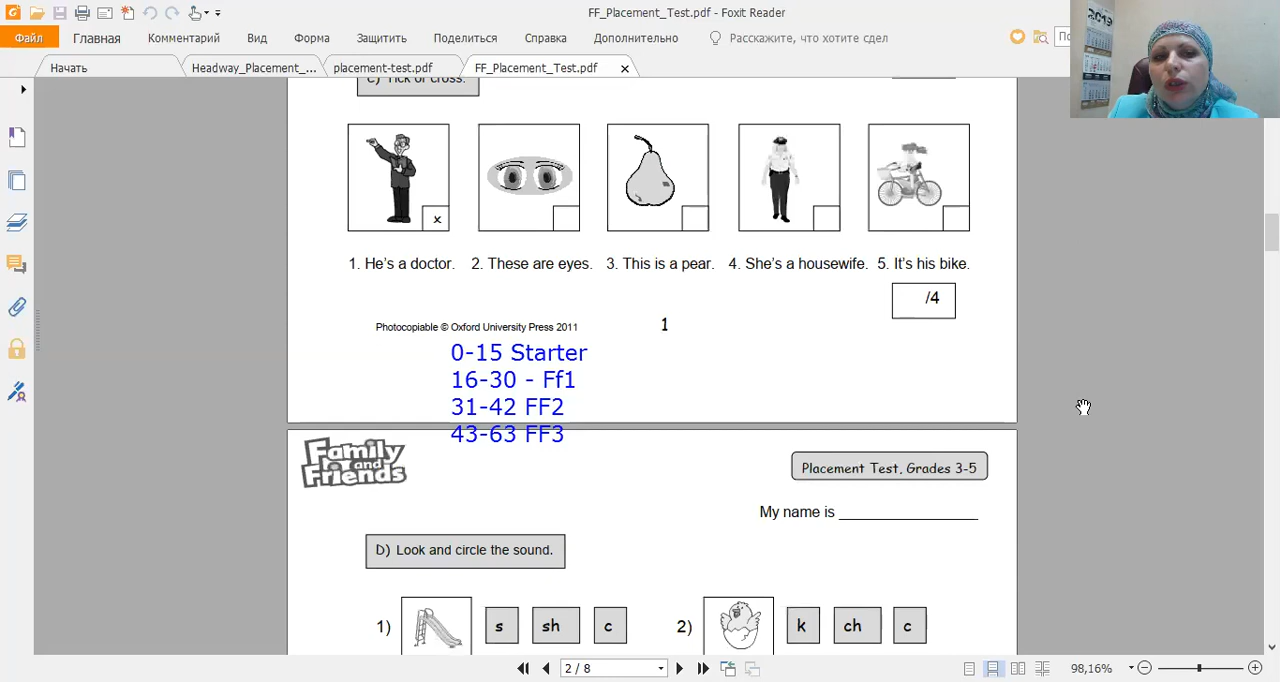 FF_Placement_Test.pdf - Foxit Reader
Файл Главная Комментарий Вид Форма Защитить Поделиться Справка Дополнительно Расскажите, что хотите сдел
Начать Headway_Placement_... placement-test.pdf FF_Placement_Test.pdf
2019
C) Tick or cross.
x
1. He's a doctor. 2. These are eyes. 3. This is a pear. 4. She's a housewife. 5. It's his bike.
/4
Photocopiable © Oxford University Press 2011 1
0-15 Starter
16-30 - Ff1
31-42 FF2
43-63 FF3
Family and Friends
Placement Test, Grades 3-5
My name is
D) Look and circle the sound.
1) s sh c 2) k ch c
2 / 8 98,16%